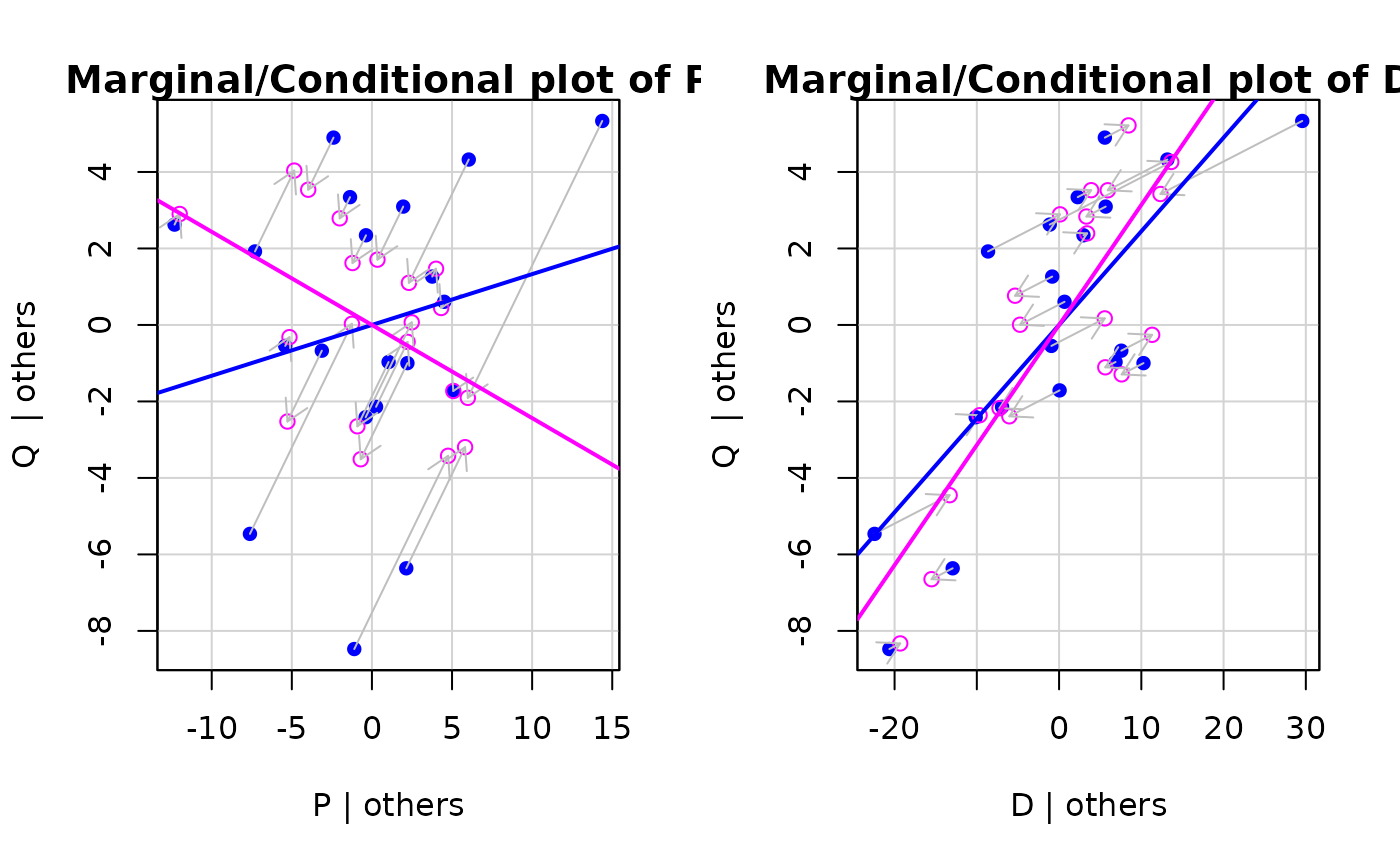 Marginal/Conditional plot of P
Q | others
4
2
0
-2
-4
-6
-8
-10 -5 0 5 10 15
P | others
Marginal/Conditional plot of D
Q | others
4
2
0
-2
-4
-6
-8
-20 0 10 20 30
D | others